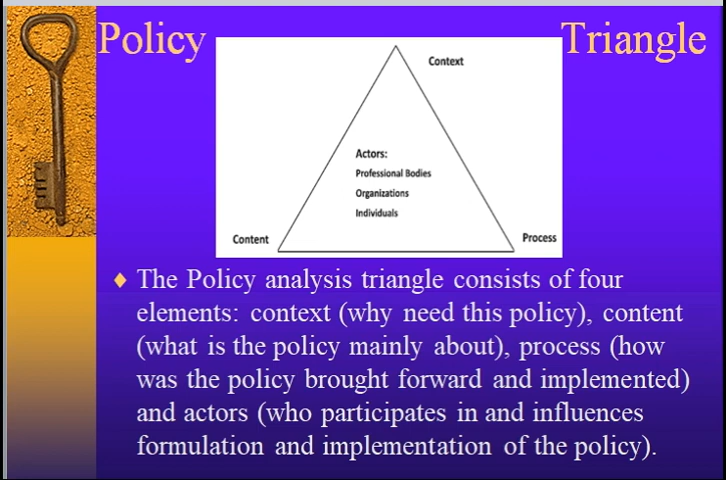 Policy Triangle
Context
Actors:
Professional Bodies
Organizations
Individuals
Content
Process
The Policy analysis triangle consists of four
elements: context (why need this policy), content
(what is the policy mainly about), process (how
was the policy brought forward and implemented)
and actors (who participates in and influences
formulation and implementation of the policy).